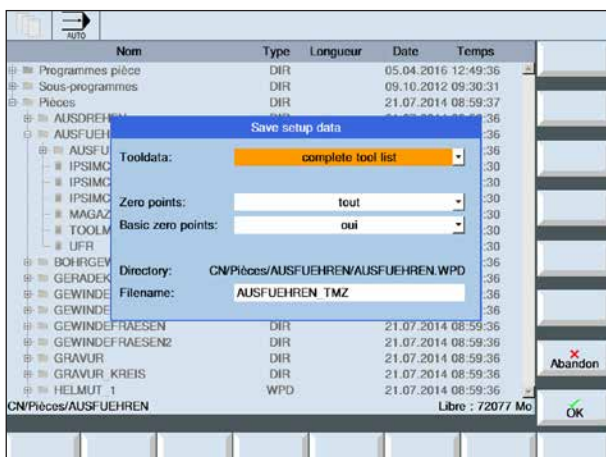 AUTO
Nom Type Longueur Date Temps
Programmes pièce DIR 05.04.2016 12:49:36
Sous-programmes DIR 09.10.2012 09:30:31
Pièces DIR 21.07.2014 08:59:37
AUSDREHEN :36
AUSFUEH :36
AUSFU :36
IPSIMC :30
IPSIMC :30
IPSIMC :30
MAGAZ :30
TOOLM :30
UFR :30
BOHRGEW :36
GERADEK :36
GEWINDE :36
GEWINDE :36
GEWINDEFRAESEN DIR 21.07.2014 08:59:36
GEWINDEFRAESEN2 DIR 21.07.2014 08:59:36
GRAVUR DIR 21.07.2014 08:59:36
GRAVUR_KREIS DIR 21.07.2014 08:59:36
HELMUT_1 WPD 21.07.2014 08:59:36
CN/Pièces/AUSFUEHREN Libre : 72077 Mo
Save setup data
Tooldata: complete tool list
Zero points: tout
Basic zero points: oui
Directory: CN/Pièces/AUSFUEHREN/AUSFUEHREN.WPD
Filename: AUSFUEHREN_TMZ
Abandon
OK